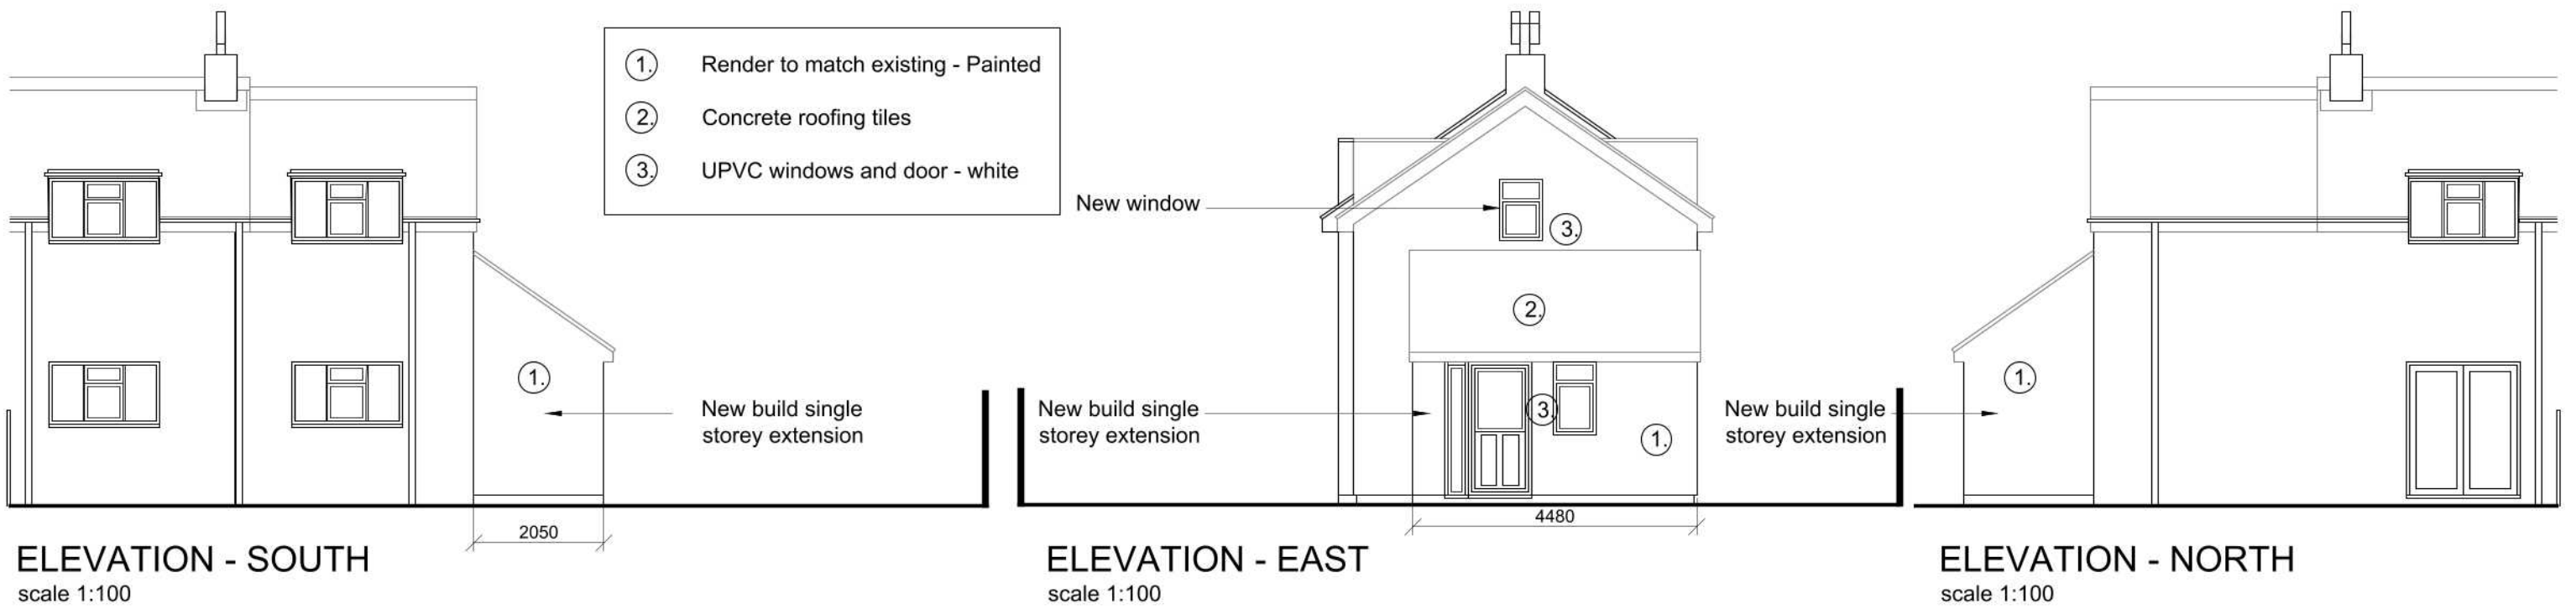 1. Render to match existing - Painted
2. Concrete roofing tiles
3. UPVC windows and door - white
1.
New build single
storey extension
2050
ELEVATION - SOUTH
scale 1:100
New window
3.
2.
New build single
storey extension
3.
1.
4480
ELEVATION - EAST
scale 1:100
1.
New build single
storey extension
ELEVATION - NORTH
scale 1:100